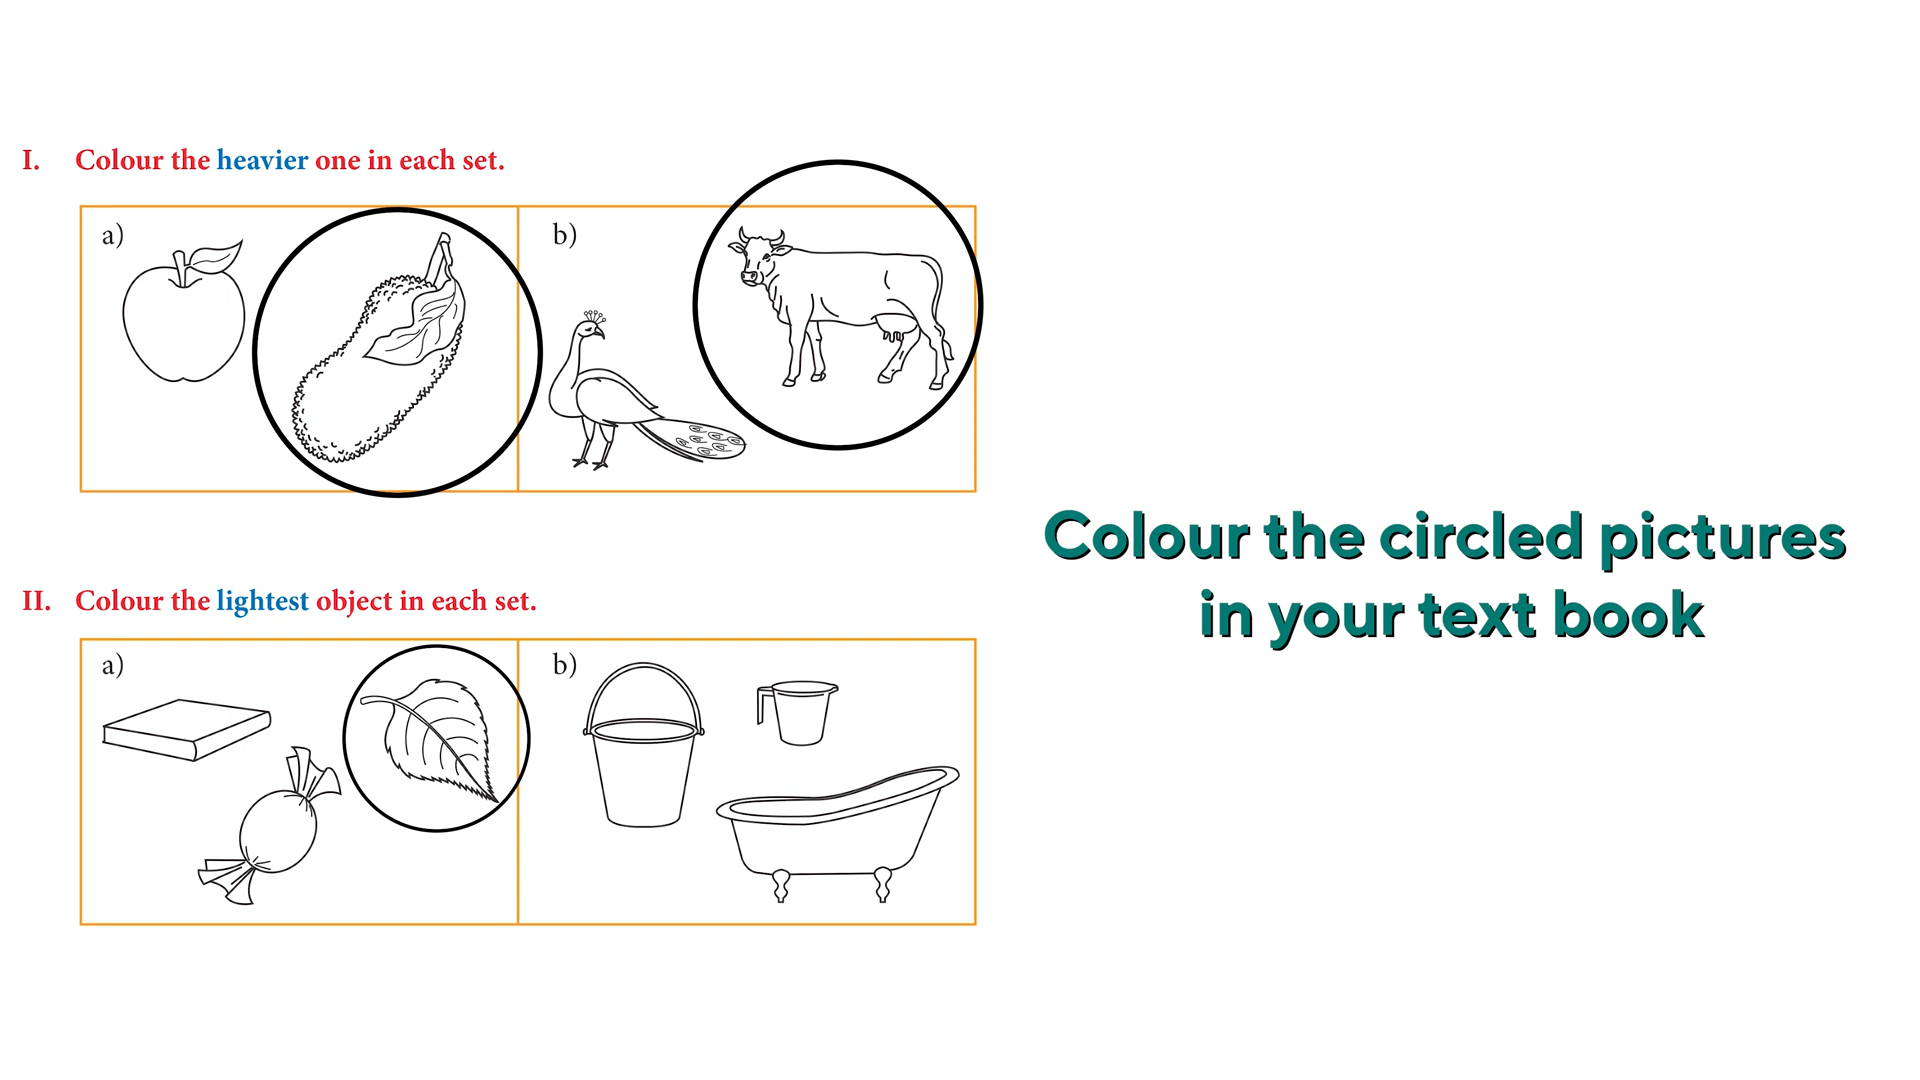 I. Colour the heavier one in each set.
a)
b)
II. Colour the lightest object in each set.
a)
b)
Colour the circled pictures
in your text book